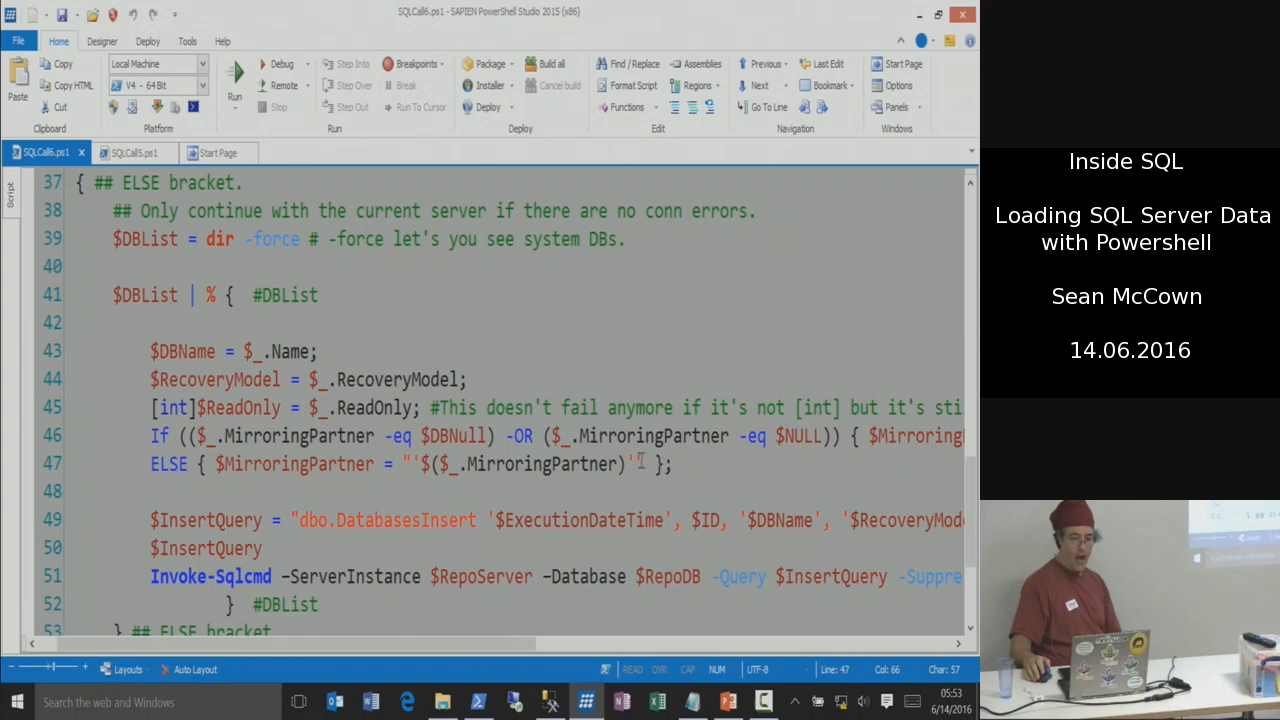 SQLCall6.ps1 - SAPIEN PowerShell Studio 2015 (x86)
File Home Designer Deploy Tools Help
Paste Copy Copy HTML Cut Clipboard
Local Machine V4 - 64 Bit Platform
Run Debug Remote Stop Step Into Step Over Step Out Breakpoints Break Run To Cursor Run
Package Installer Deploy Build all Cancel build Deploy
Find / Replace Format Script Functions Assemblies Regions Edit
Previous Next Go To Line Last Edit Bookmark Navigation
Start Page Options Panels Windows
SQLCall6.ps1 SQLCall5.ps1 Start Page
Script
37 { ## ELSE bracket.
38 ## Only continue with the current server if there are no conn errors.
39 $DBList = dir -force # -force let's you see system DBs.
40
41 $DBList | % { #DBList
42
43 $DBName = $_.Name;
44 $RecoveryModel = $_.RecoveryModel;
45 [int]$ReadOnly = $_.ReadOnly; #This doesn't fail anymore if it's not [int] but it's sti
46 If (($_.MirroringPartner -eq $DBNull) -OR ($_.MirroringPartner -eq $NULL)) { $Mirroring
47 ELSE { $MirroringPartner = "'$($_.MirroringPartner)'" };
48
49 $InsertQuery = "dbo.DatabasesInsert '$ExecutionDateTime', $ID, '$DBName', '$RecoveryMode
50 $InsertQuery
51 Invoke-Sqlcmd –ServerInstance $RepoServer –Database $RepoDB -Query $InsertQuery -Suppre
52 } #DBList
53 } ## ELSE bracket
Layouts Auto Layout READ OVR CAP NUM UTF-8 Line: 47 Col: 66 Char: 57
Search the web and Windows
05:53
6/14/2016
Inside SQL
Loading SQL Server Data
with Powershell
Sean McCown
14.06.2016